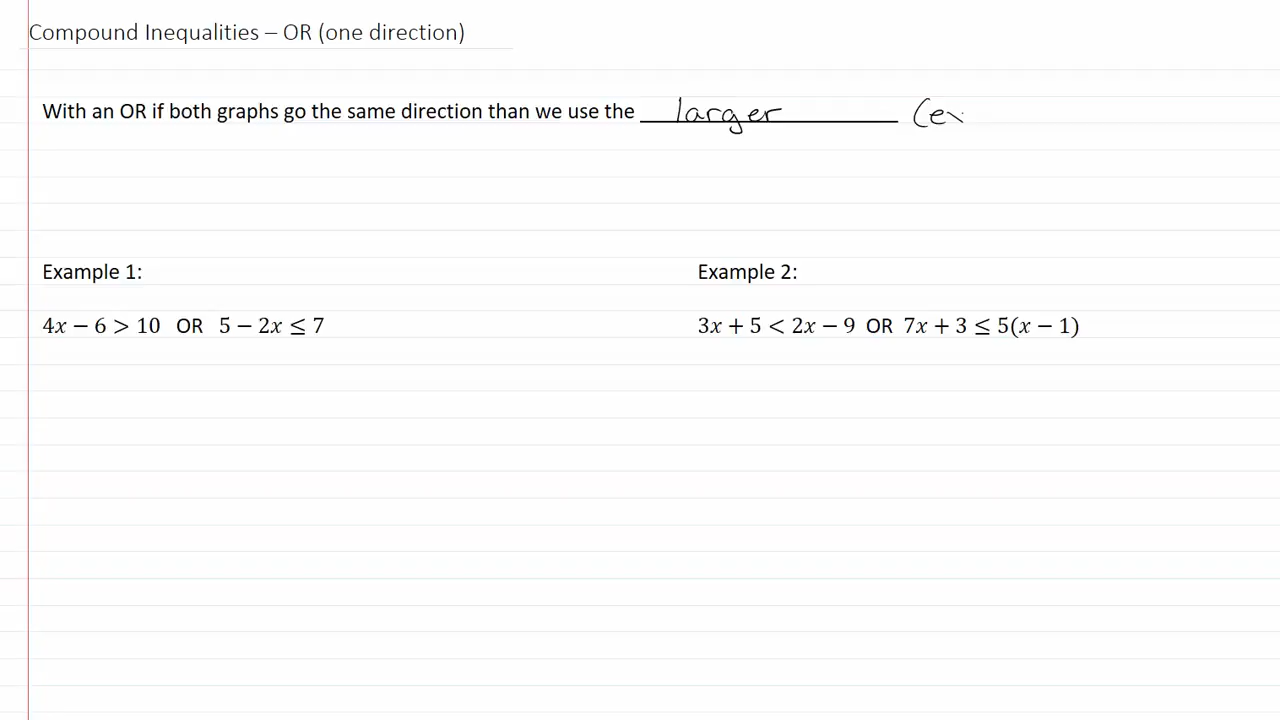 Compound Inequalities – OR (one direction)
With an OR if both graphs go the same direction than we use the larger (ex
Example 1: Example 2:
4x − 6 > 10 OR 5 − 2x ≤ 7 3x + 5 < 2x − 9 OR 7x + 3 ≤ 5(x − 1)